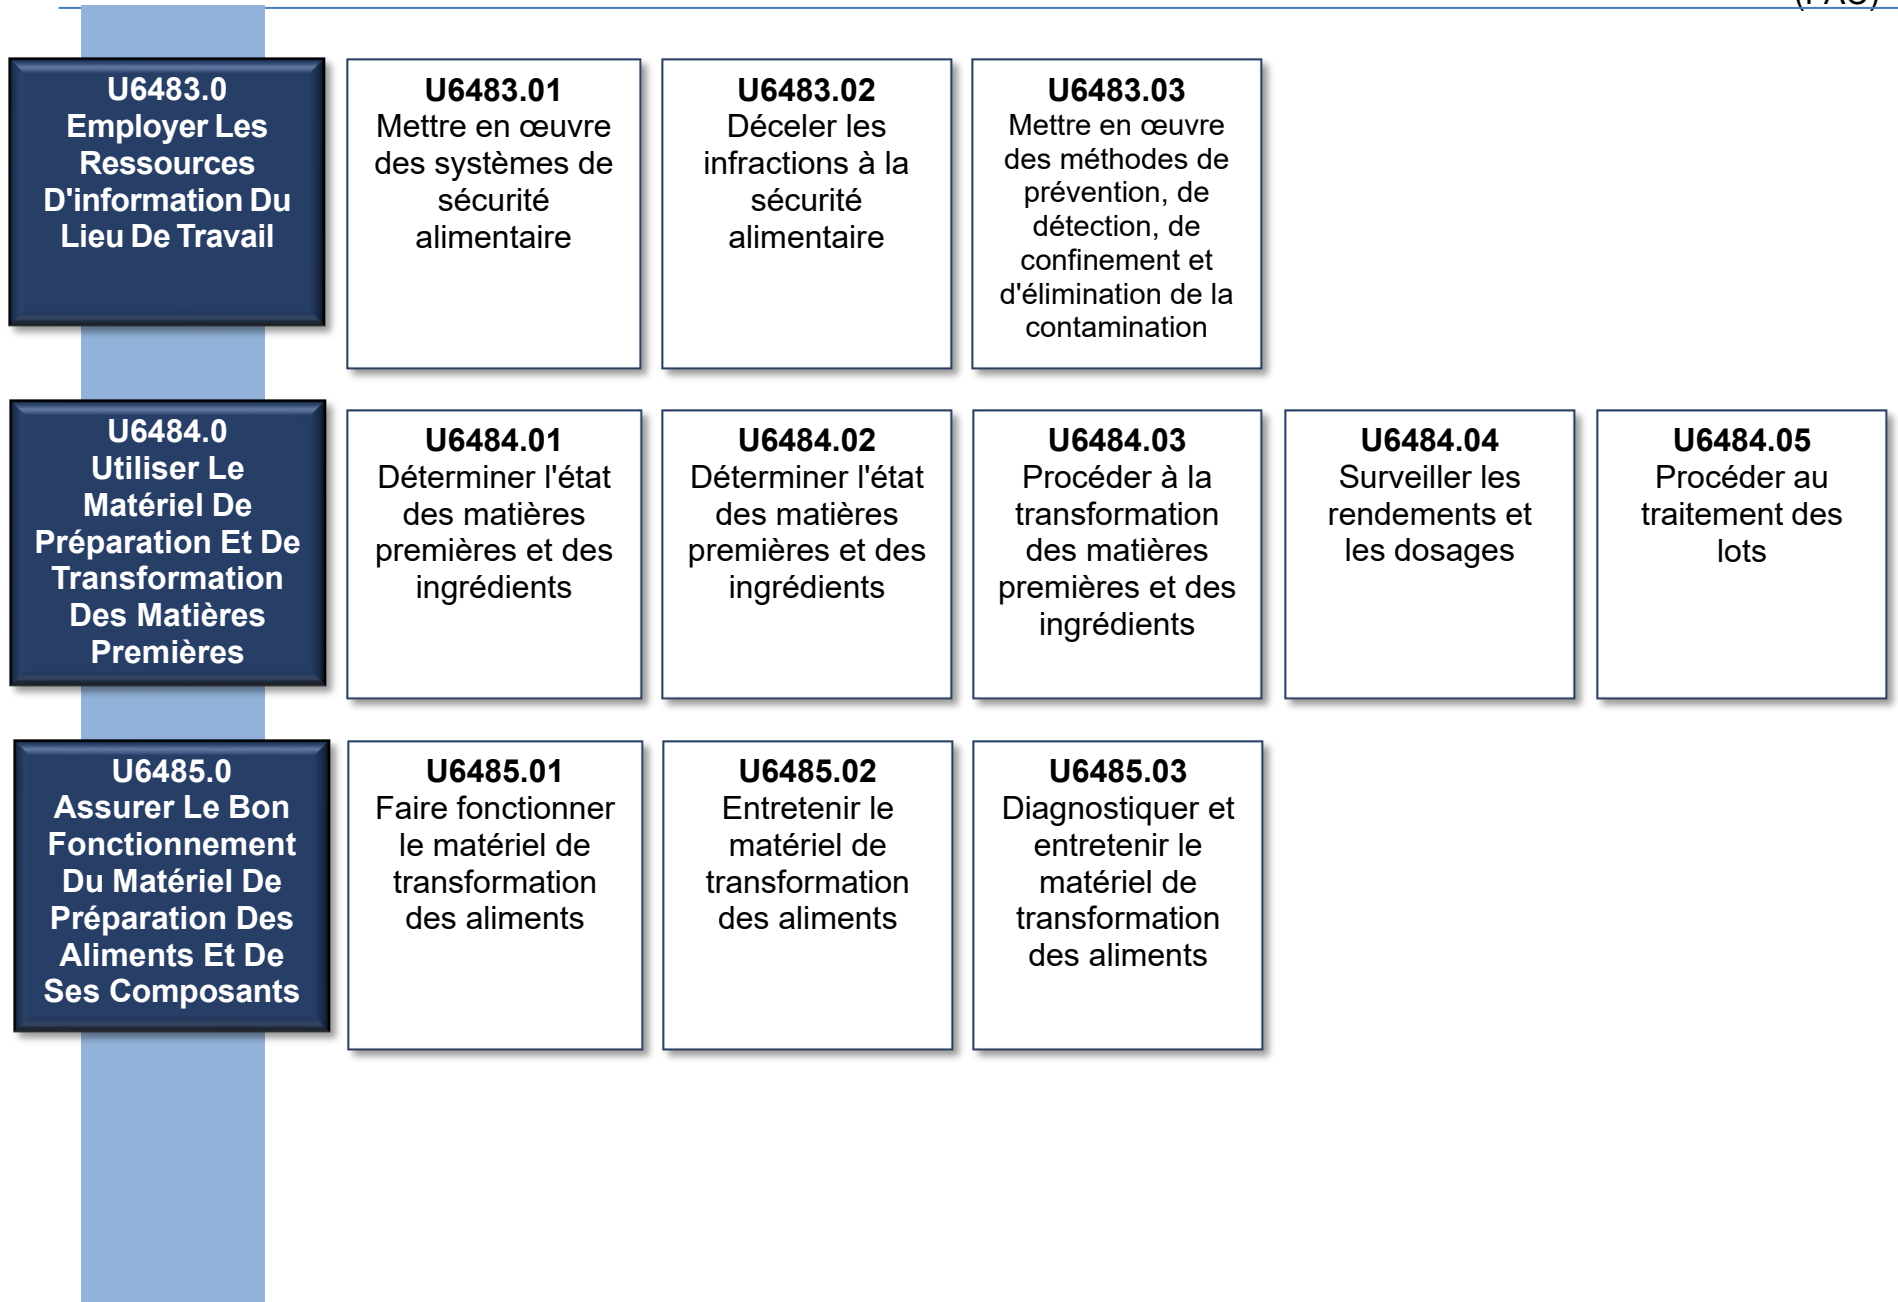 U6483.0
Employer Les
Ressources
D'information Du
Lieu De Travail
U6483.01
Mettre en œuvre
des systèmes de
sécurité
alimentaire
U6483.02
Déceler les
infractions à la
sécurité
alimentaire
U6483.03
Mettre en œuvre
des méthodes de
prévention, de
détection, de
confinement et
d'élimination de la
contamination
U6484.0
Utiliser Le
Matériel De
Préparation Et De
Transformation
Des Matières
Premières
U6484.01
Déterminer l'état
des matières
premières et des
ingrédients
U6484.02
Déterminer l'état
des matières
premières et des
ingrédients
U6484.03
Procéder à la
transformation
des matières
premières et des
ingrédients
U6484.04
Surveiller les
rendements et
les dosages
U6484.05
Procéder au
traitement des
lots
U6485.0
Assurer Le Bon
Fonctionnement
Du Matériel De
Préparation Des
Aliments Et De
Ses Composants
U6485.01
Faire fonctionner
le matériel de
transformation
des aliments
U6485.02
Entretenir le
matériel de
transformation
des aliments
U6485.03
Diagnostiquer et
entretenir le
matériel de
transformation
des aliments